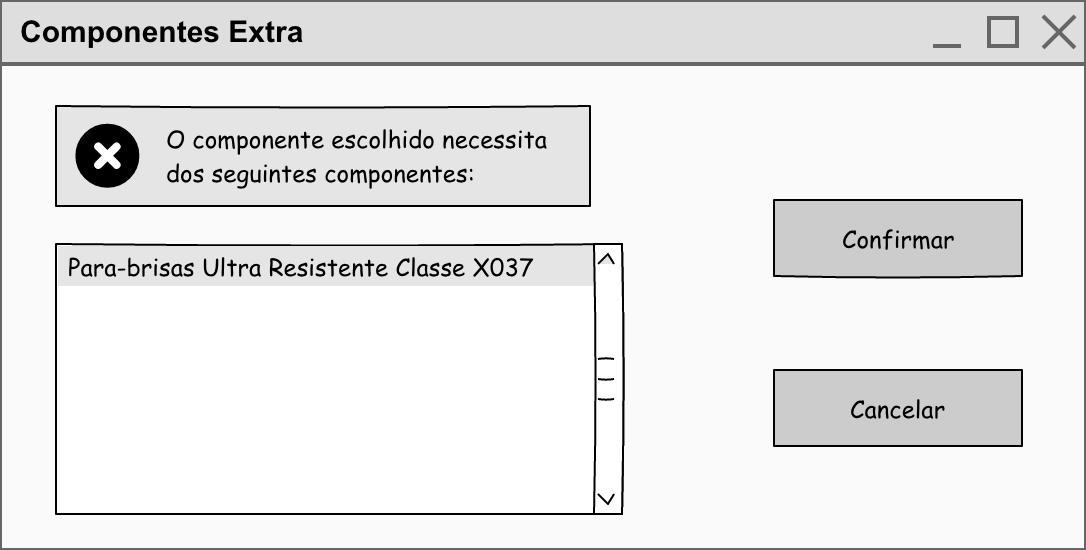 Componentes Extra
O componente escolhido necessita
dos seguintes componentes:
Para-brisas Ultra Resistente Classe X037
Confirmar
Cancelar